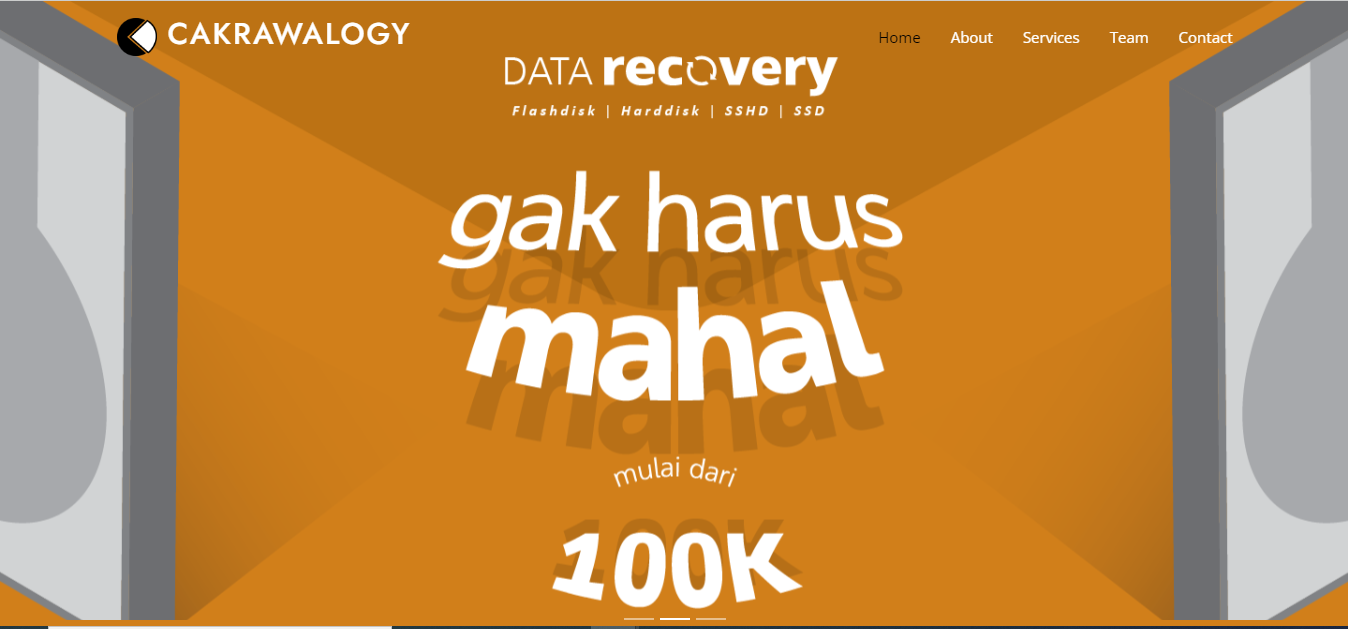 CAKRAWALOGY
Home About Services Team Contact
DATA recovery
Flashdisk | Harddisk | SSHD | SSD
gak harus
mahal
mulai dari
100K